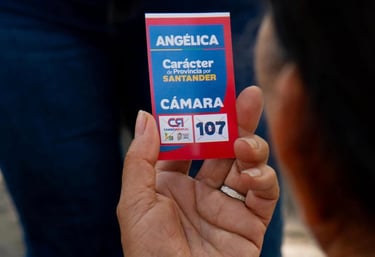 ANGÉLICA
Carácter
de Provincia por
SANTANDER
CÁMARA
CR 107